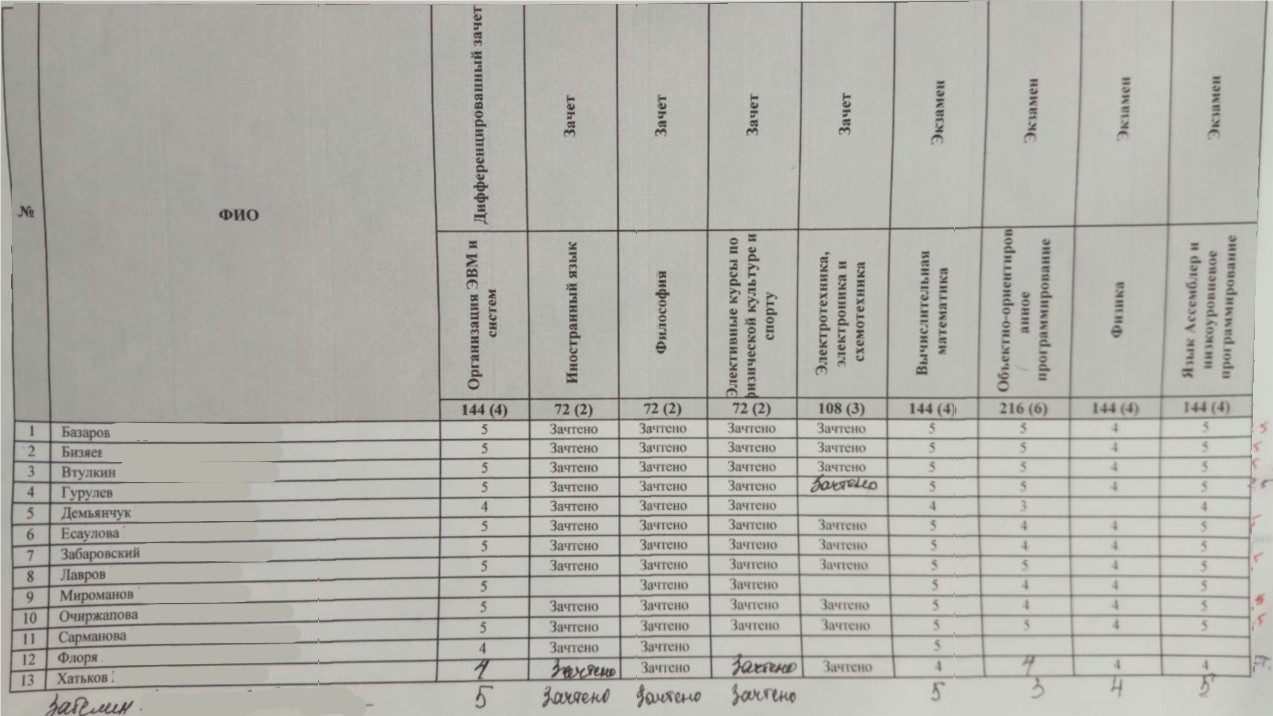 №
ФИО
Дифференцированный зачет
Зачет
Зачет
Зачет
Зачет
Экзамен
Экзамен
Экзамен
Экзамен
Организация ЭВМ и
систем
Иностранный язык
Философия
Элективные курсы по
физической культуре и
спорту
Электротехника,
электроника и
схемотехника
Вычислительная
математика
Объектно-ориентиров
анное
программирование
Физика
Язык Ассемблер и
низкоуровневое
программирование
144 (4) 72 (2) 72 (2) 72 (2) 108 (3) 144 (4) 216 (6) 144 (4) 144 (4)
1 Базаров 5 Зачтено Зачтено Зачтено Зачтено 5 5 4 5 5
2 Бизяев 5 Зачтено Зачтено Зачтено Зачтено 5 5 4 5
3 Втулкин 5 Зачтено Зачтено Зачтено Зачтено 5 5 4 5
4 Гурулев 5 Зачтено Зачтено Зачтено Зачтено 5 5 4 5
5 Демьянчук 4 Зачтено Зачтено Зачтено 4 3 4
6 Есаулова 5 Зачтено Зачтено Зачтено Зачтено 5 4 4 5
7 Забаровский 5 Зачтено Зачтено Зачтено Зачтено 5 4 4 5
8 Лавров 5 Зачтено Зачтено Зачтено Зачтено 5 5 4 5 5
9 Мироманов 5 Зачтено Зачтено 5 4 4 5
10 Очиржапова 5 Зачтено Зачтено Зачтено Зачтено 5 4 4 5
11 Сарманова 5 Зачтено Зачтено Зачтено Зачтено 5 5 4 5 5
12 Флоря 4 Зачтено Зачтено 5
13 Хатьков 4 Зачтено Зачтено Зачтено Зачтено 4 4 4 4
5 Зачтено Зачтено Зачтено 5 3 4 5